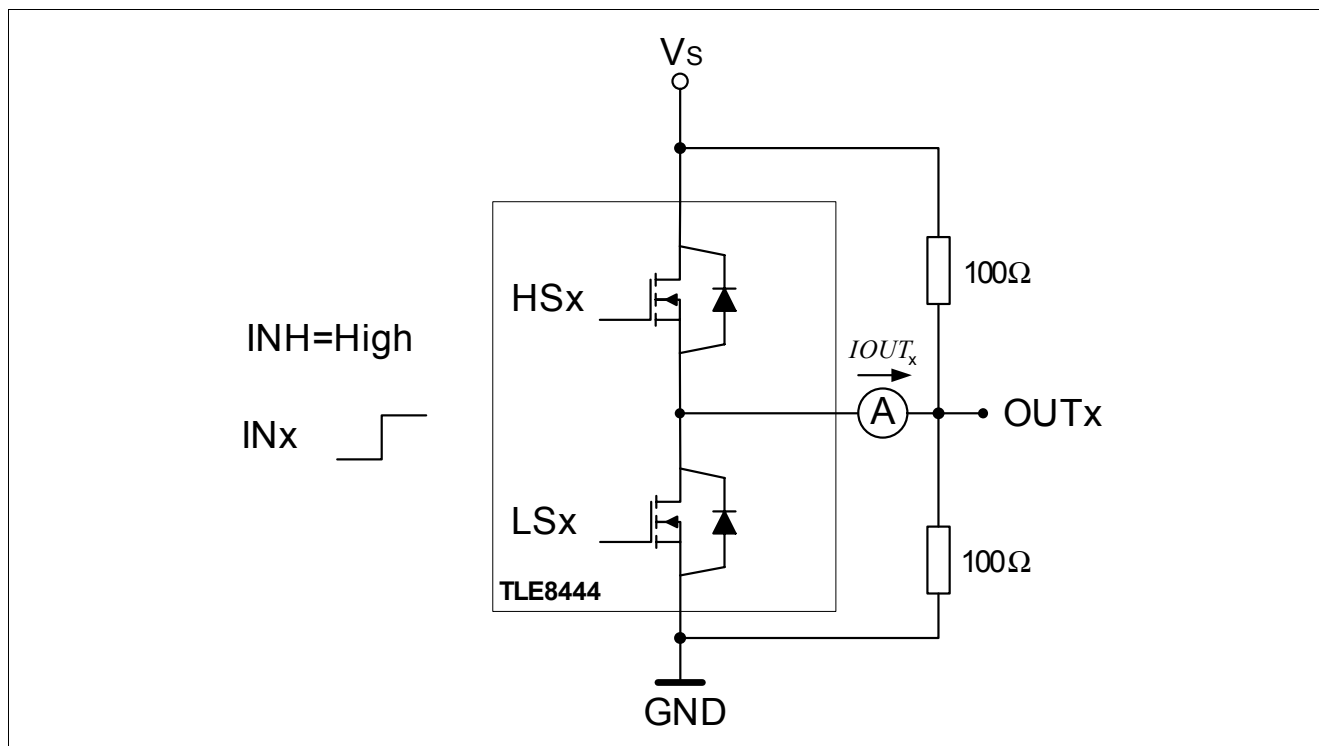 VS
HSx
100Ω
INH=High
IOUTx
A
OUTx
INx
LSx
100Ω
TLE8444
GND